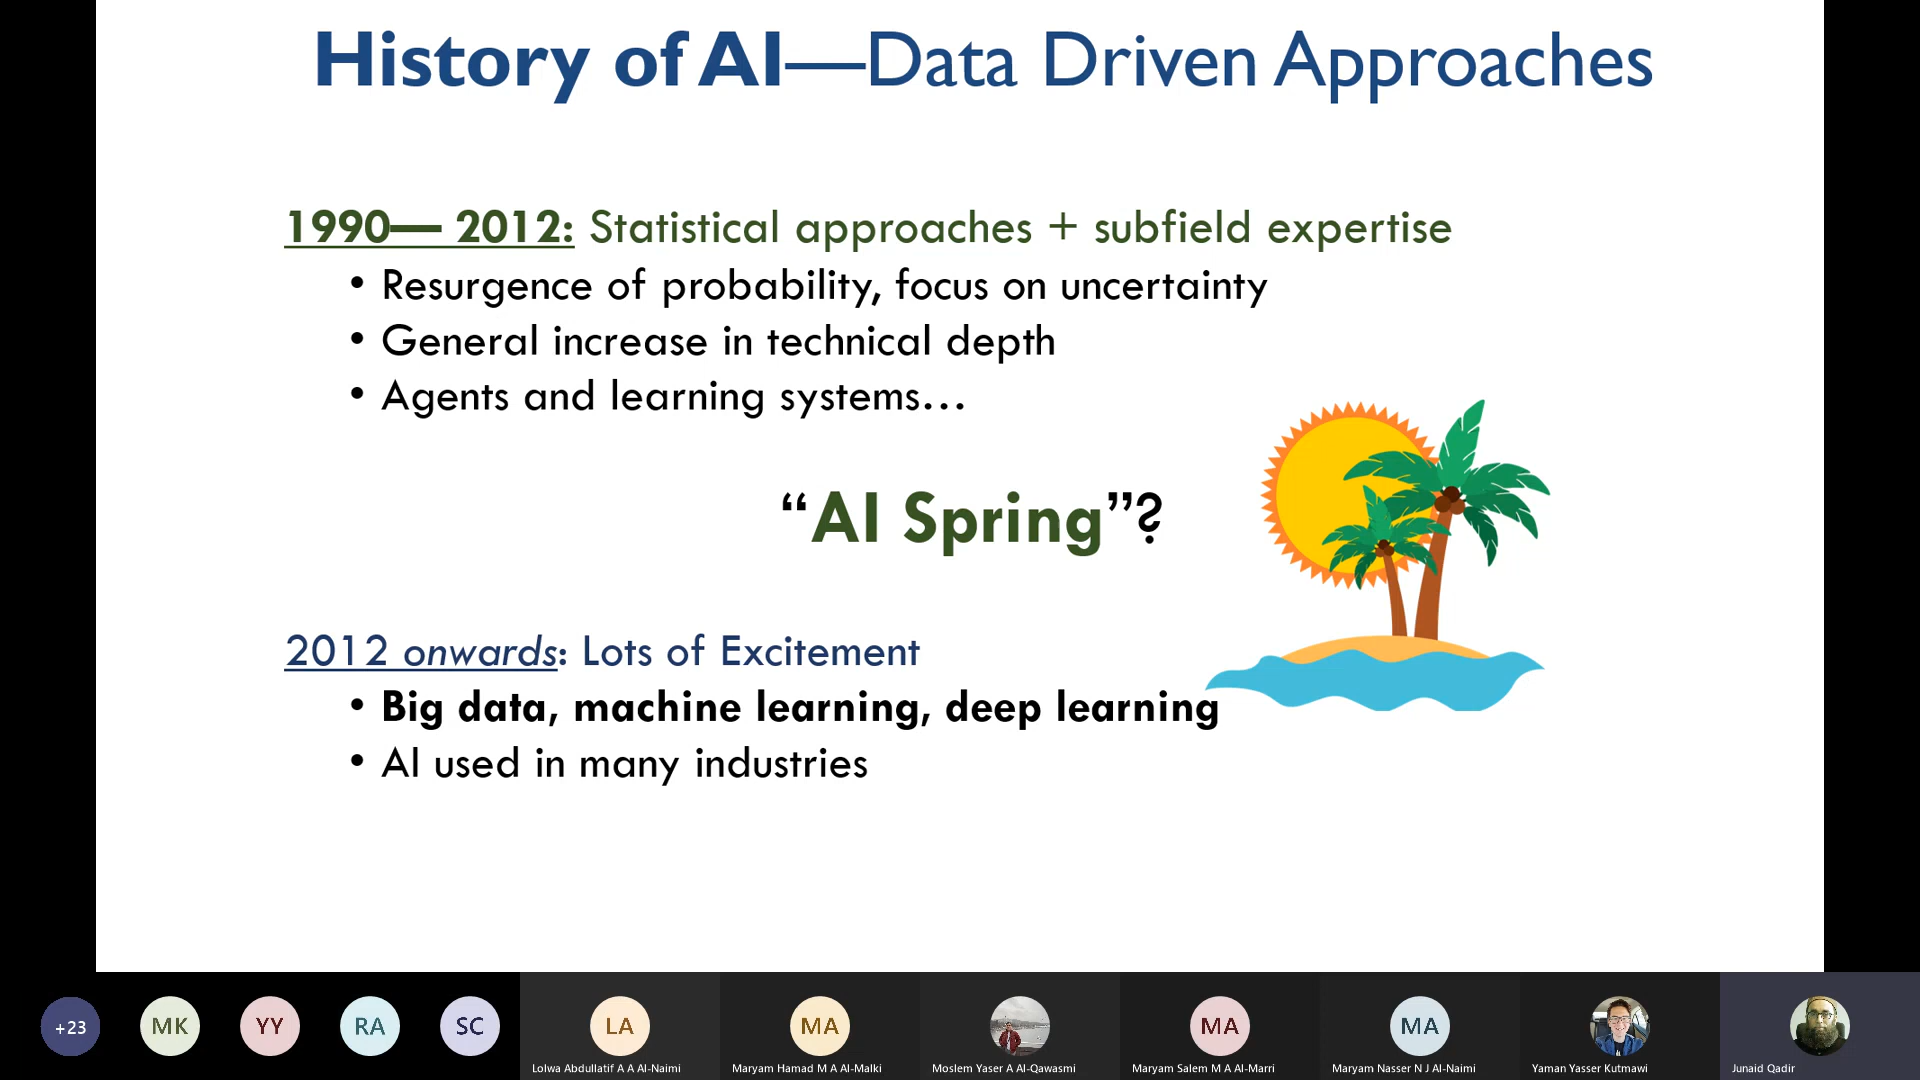 History of AI—Data Driven Approaches
1990— 2012: Statistical approaches + subfield expertise
• Resurgence of probability, focus on uncertainty
• General increase in technical depth
• Agents and learning systems…
“AI Spring”?
2012 onwards: Lots of Excitement
• Big data, machine learning, deep learning
• AI used in many industries
+23
MK
YY
RA
SC
LA
MA
MA
MA
Lolwa Abdullatif A A Al-Naimi
Maryam Hamad M A Al-Malki
Moslem Yaser A Al-Qawasmi
Maryam Salem M A Al-Marri
Maryam Nasser N J Al-Naimi
Yaman Yasser Kutmawi
Junaid Qadir